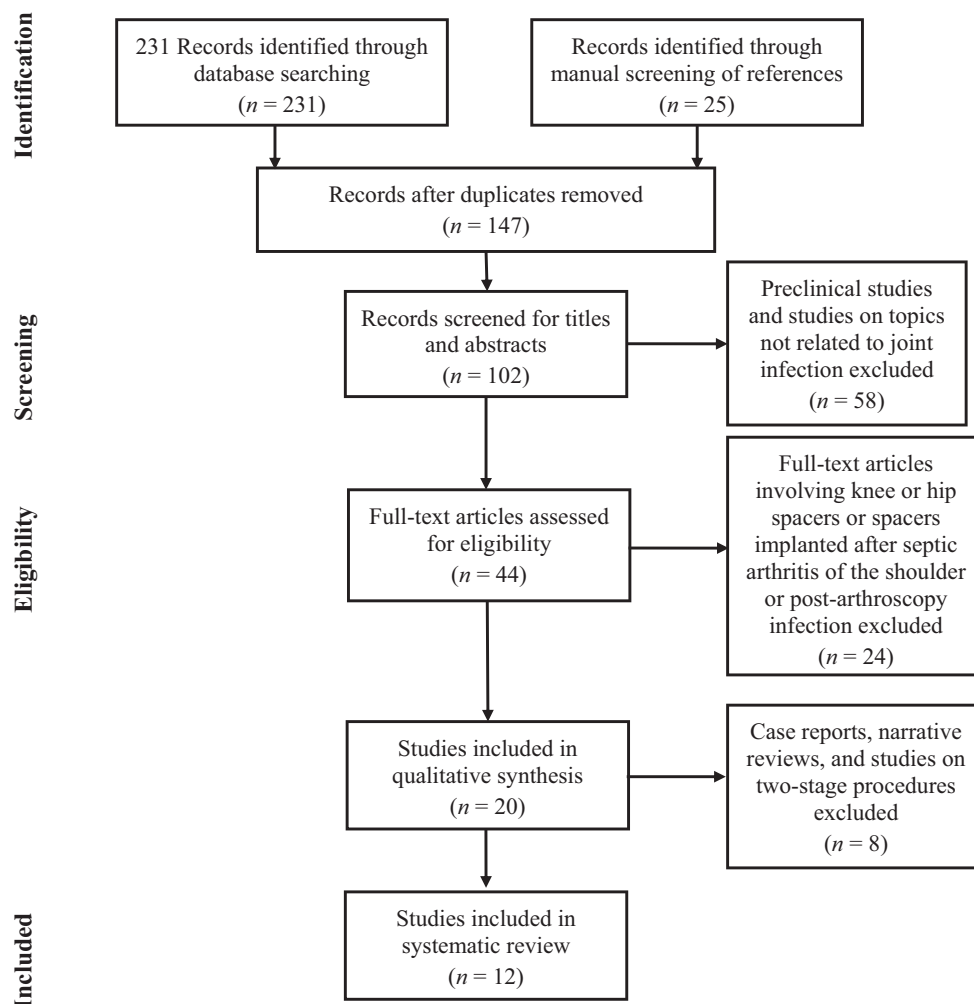 Identification
231 Records identified through
database searching
(n = 231)
Records identified through
manual screening of references
(n = 25)
Records after duplicates removed
(n = 147)
Screening
Records screened for titles
and abstracts
(n = 102)
Preclinical studies
and studies on topics
not related to joint
infection excluded
(n = 58)
Eligibility
Full-text articles assessed
for eligibility
(n = 44)
Full-text articles
involving knee or hip
spacers or spacers
implanted after septic
arthritis of the shoulder
or post-arthroscopy
infection excluded
(n = 24)
Studies included in
qualitative synthesis
(n = 20)
Case reports, narrative
reviews, and studies on
two-stage procedures
excluded
(n = 8)
Included
Studies included in
systematic review
(n = 12)